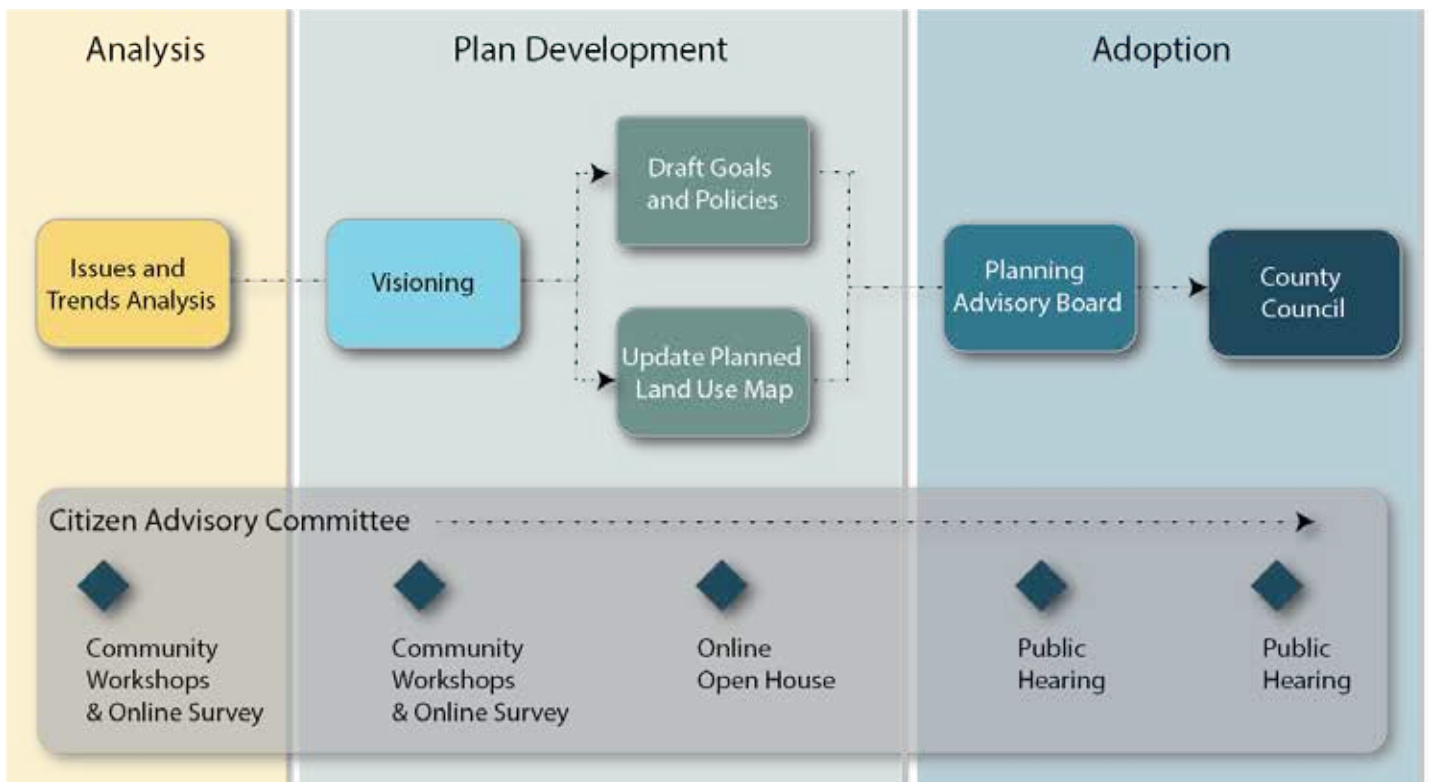 Analysis
Plan Development
Adoption
Issues and
Trends Analysis
Visioning
Draft Goals
and Policies
Update Planned
Land Use Map
Planning
Advisory Board
County
Council
Citizen Advisory Committee
Community
Workshops
& Online Survey
Community
Workshops
& Online Survey
Online
Open House
Public
Hearing
Public
Hearing